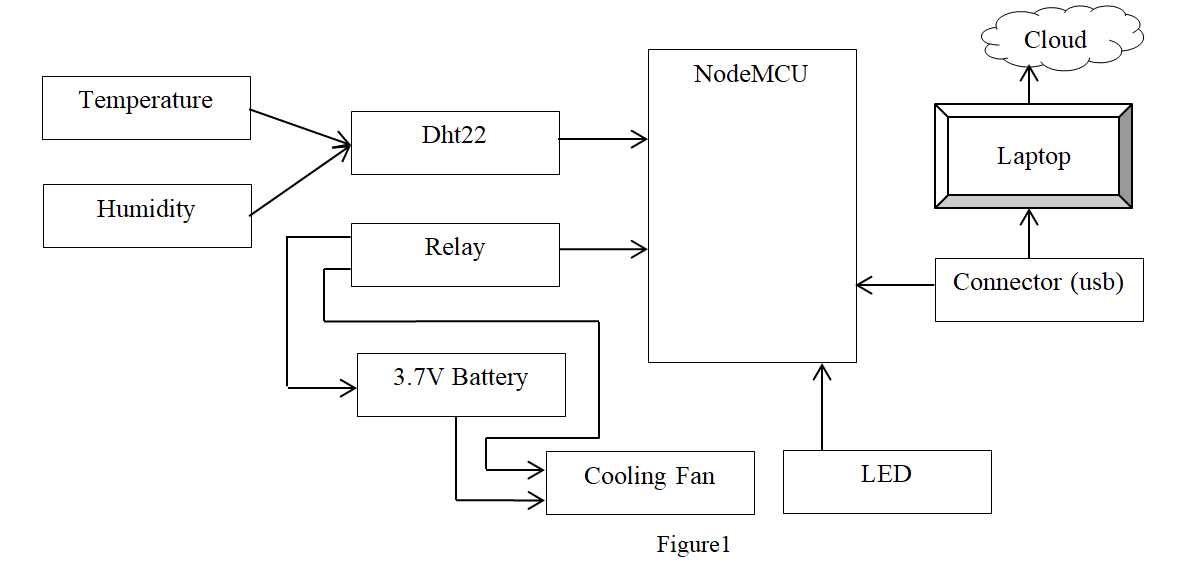 Cloud
NodeMCU
Temperature
Dht22
Laptop
Humidity
Relay
Connector (usb)
3.7V Battery
Cooling Fan
LED
Figure1